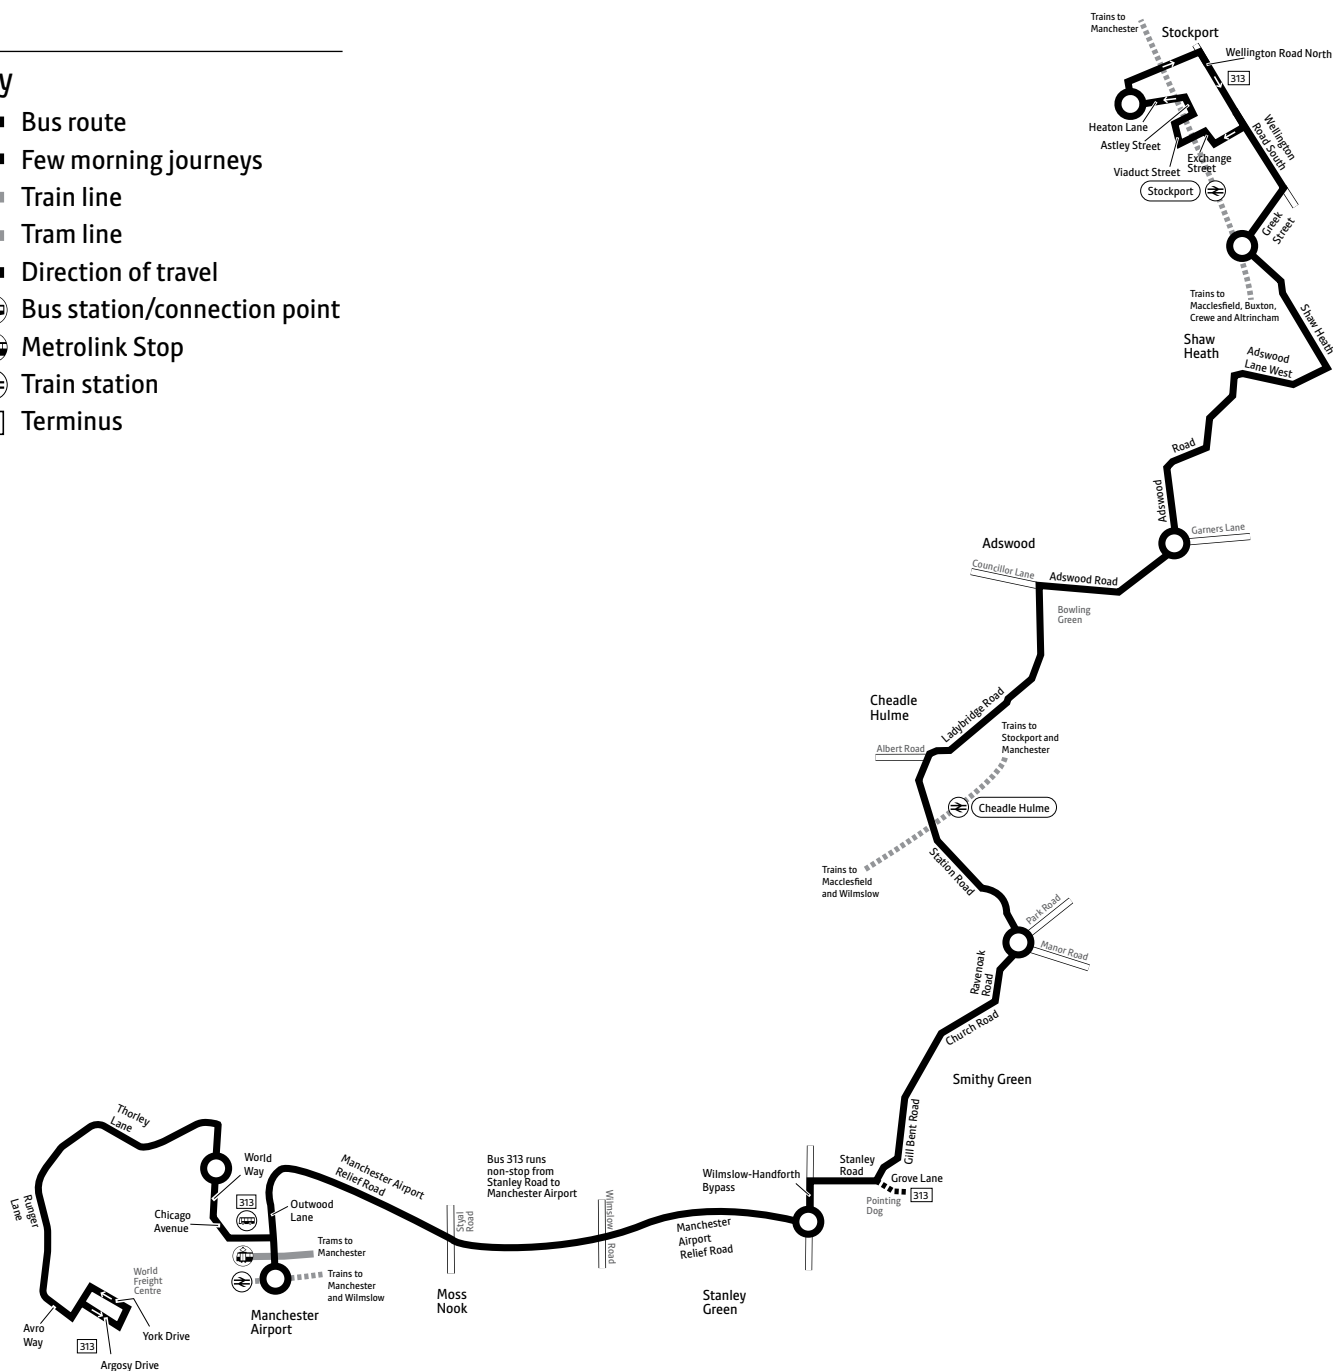 y
Bus route
Few morning journeys
Train line
Tram line
Direction of travel
Bus station/connection point
Metrolink Stop
Train station
Terminus
Trains to
Manchester
Stockport
Wellington Road North
313
Heaton Lane
Astley Street
Viaduct Street
Exchange
Street
Wellington
Road South
Stockport
Greek
Street
Trains to
Macclesfield, Buxton,
Crewe and Altrincham
Shaw Heath
Shaw
Heath
Adswood
Lane West
Road
Adswood
Garners Lane
Adswood
Councillor Lane
Adswood Road
Bowling
Green
Cheadle
Hulme
Ladybridge Road
Trains to
Stockport and
Manchester
Albert Road
Cheadle Hulme
Trains to
Macclesfield
and Wilmslow
Station Road
Park Road
Manor Road
Ravenoak
Road
Church Road
Smithy Green
Gill Bent Road
Stanley
Road
Grove Lane
313
Pointing
Dog
Wilmslow-Handforth
Bypass
Manchester
Airport
Relief Road
Stanley
Green
Bus 313 runs
non-stop from
Stanley Road to
Manchester Airport
Wilmslow
Road
Styal
Road
Moss
Nook
Manchester Airport
Relief Road
Outwood
Lane
World
Way
313
Chicago
Avenue
Trams to
Manchester
Trains to
Manchester
and Wilmslow
Manchester
Airport
Thorley
Lane
Runger
Lane
World
Freight
Centre
Avro
Way
313
York Drive
Argosy Drive